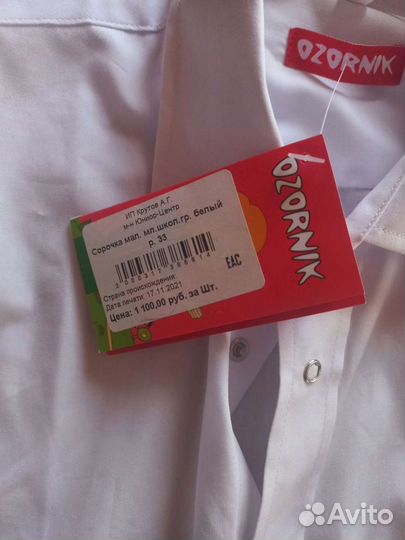 OZORNIK
OZORNIK
ИП Крутов А.Г.
м-н Юниор-Центр
Сорочка мал. мл.школ.гр. белый
р. 33
EAC
Страна происхождения:
Дата печати: 17.11.2021
Цена: 1 100,00 руб. за Шт.
Avito